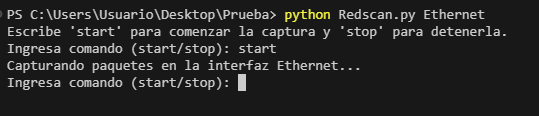 PS C:\Users\Usuario\Desktop\Prueba> python Redscan.py Ethernet
Escribe 'start' para comenzar la captura y 'stop' para detenerla.
Ingresa comando (start/stop): start
Capturando paquetes en la interfaz Ethernet...
Ingresa comando (start/stop):